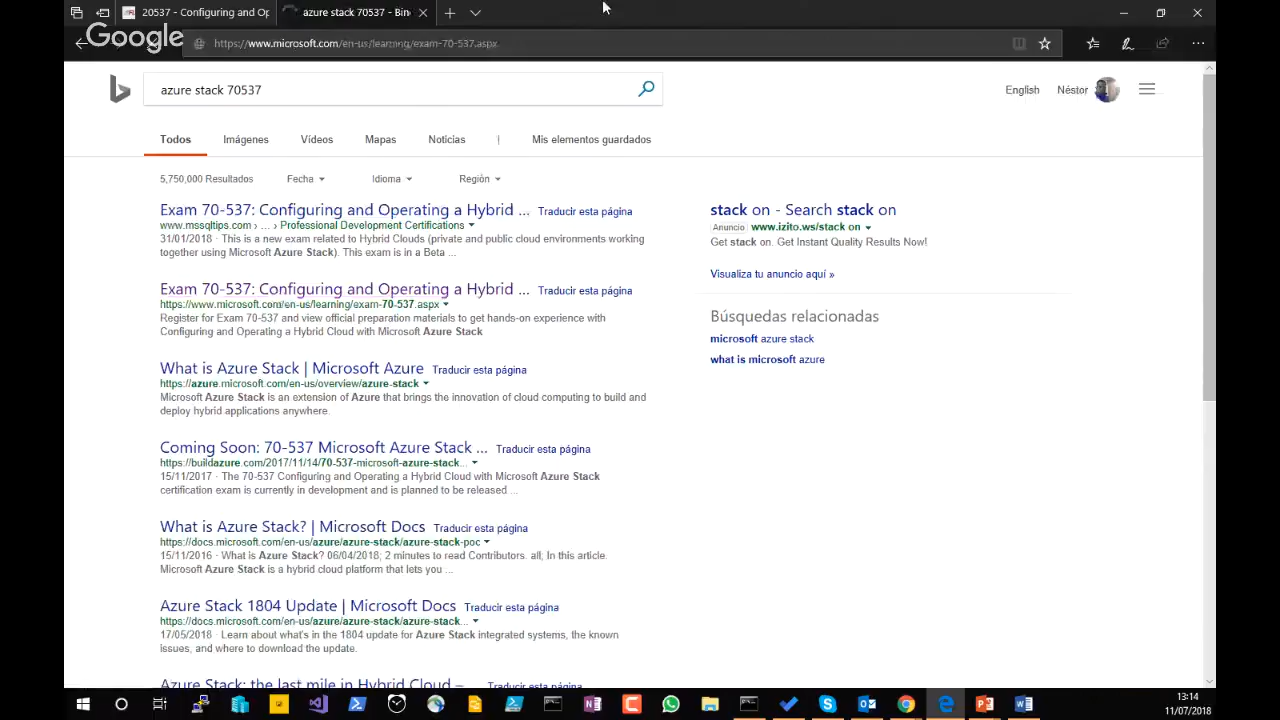 20537 - Configuring and Op
azure stack 70537 - Bin
Google
https://www.microsoft.com/en-us/learning/exam-70-537.aspx
azure stack 70537
English
Néstor
Todos
Imágenes
Vídeos
Mapas
Noticias
|
Mis elementos guardados
5,750,000 Resultados
Fecha
Idioma
Región
Exam 70-537: Configuring and Operating a Hybrid ... Traducir esta página
www.mssqltips.com › ... › Professional Development Certifications
31/01/2018 · This is a new exam related to Hybrid Clouds (private and public cloud environments working
together using Microsoft Azure Stack). This exam is in a Beta ...
Exam 70-537: Configuring and Operating a Hybrid ... Traducir esta página
https://www.microsoft.com/en-us/learning/exam-70-537.aspx
Register for Exam 70-537 and view official preparation materials to get hands-on experience with
Configuring and Operating a Hybrid Cloud with Microsoft Azure Stack
What is Azure Stack | Microsoft Azure Traducir esta página
https://azure.microsoft.com/en-us/overview/azure-stack
Microsoft Azure Stack is an extension of Azure that brings the innovation of cloud computing to build and
deploy hybrid applications anywhere.
Coming Soon: 70-537 Microsoft Azure Stack ... Traducir esta página
https://buildazure.com/2017/11/14/70-537-microsoft-azure-stack...
15/11/2017 · The 70-537 Configuring and Operating a Hybrid Cloud with Microsoft Azure Stack
certification exam is currently in development and is planned to be released ...
What is Azure Stack? | Microsoft Docs Traducir esta página
https://docs.microsoft.com/en-us/azure/azure-stack/azure-stack-poc
15/11/2016 · What is Azure Stack? 06/04/2018; 2 minutes to read Contributors. all; In this article.
Microsoft Azure Stack is a hybrid cloud platform that lets you ...
Azure Stack 1804 Update | Microsoft Docs Traducir esta página
https://docs.microsoft.com/en-us/azure/azure-stack/azure-stack...
17/05/2018 · Learn about what's in the 1804 update for Azure Stack integrated systems, the known
issues, and where to download the update.
Azure Stack: the last mile in Hybrid Cloud – ... Traducir esta página
stack on - Search stack on
Anuncio www.izito.ws/stack on
Get stack on. Get Instant Quality Results Now!
Visualiza tu anuncio aquí »
Búsquedas relacionadas
microsoft azure stack
what is microsoft azure
13:14
11/07/2018